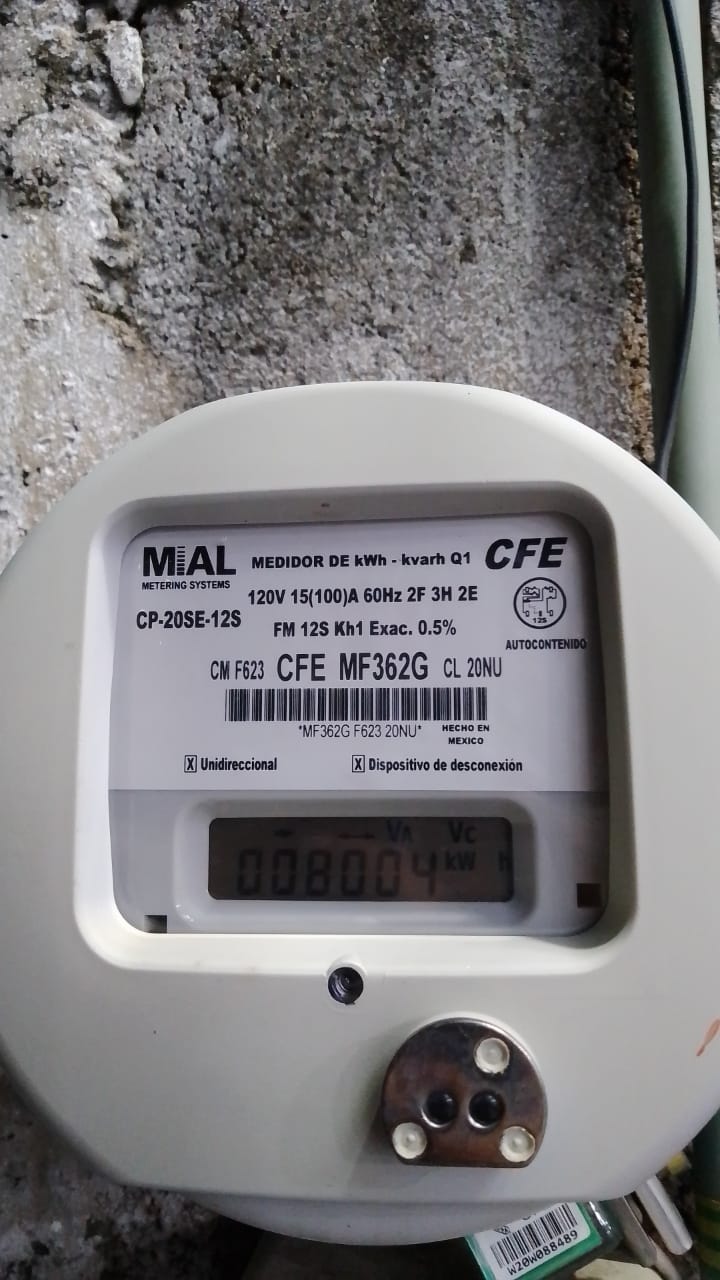 MIAL
METERING SYSTEMS
MEDIDOR DE kWh - kvarh Q1
CFE
120V 15(100)A 60Hz 2F 3H 2E
CP-20SE-12S
FM 12S Kh1 Exac. 0.5%
12S
AUTOCONTENIDO
CM F623 CFE MF362G CL 20NU
*MF362G F623 20NU*
HECHO EN
MEXICO
X Unidireccional
X Dispositivo de desconexión
VA VC
008004 kW h
W20W088489